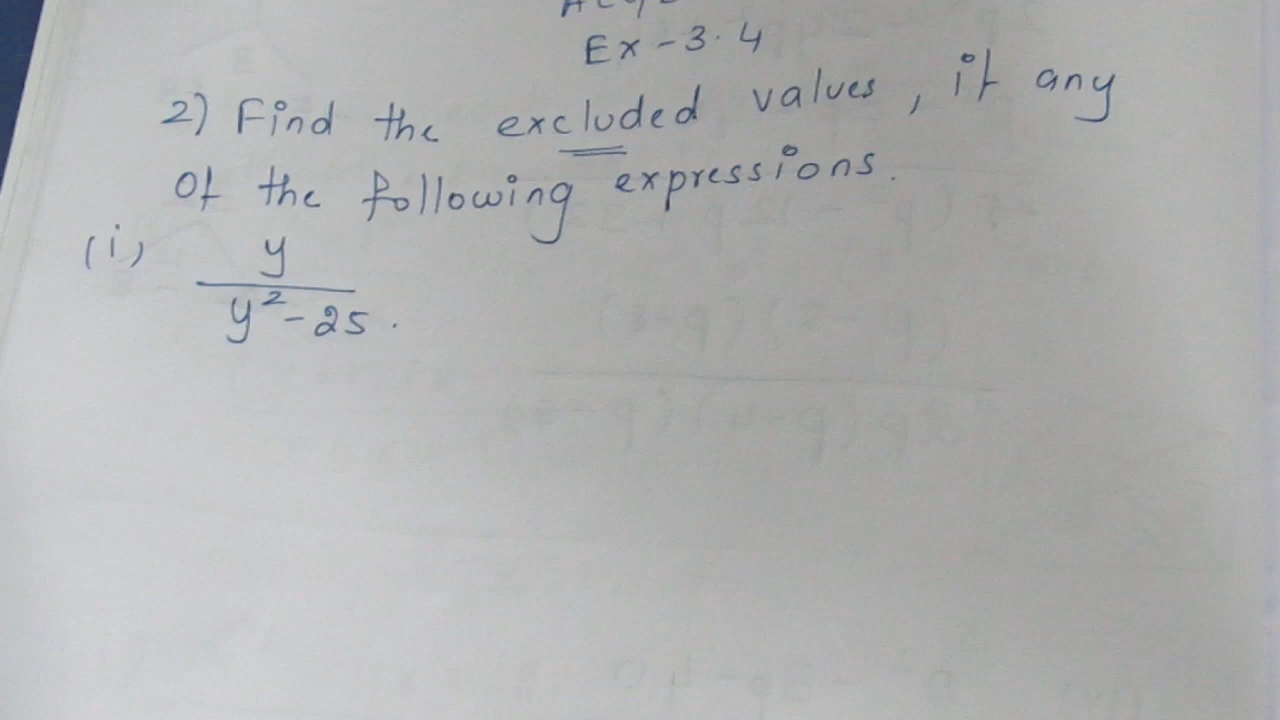 Ex - 3.4
2) Find the excluded values, if any
Of the following expressions.
(i) y
y² - 25.